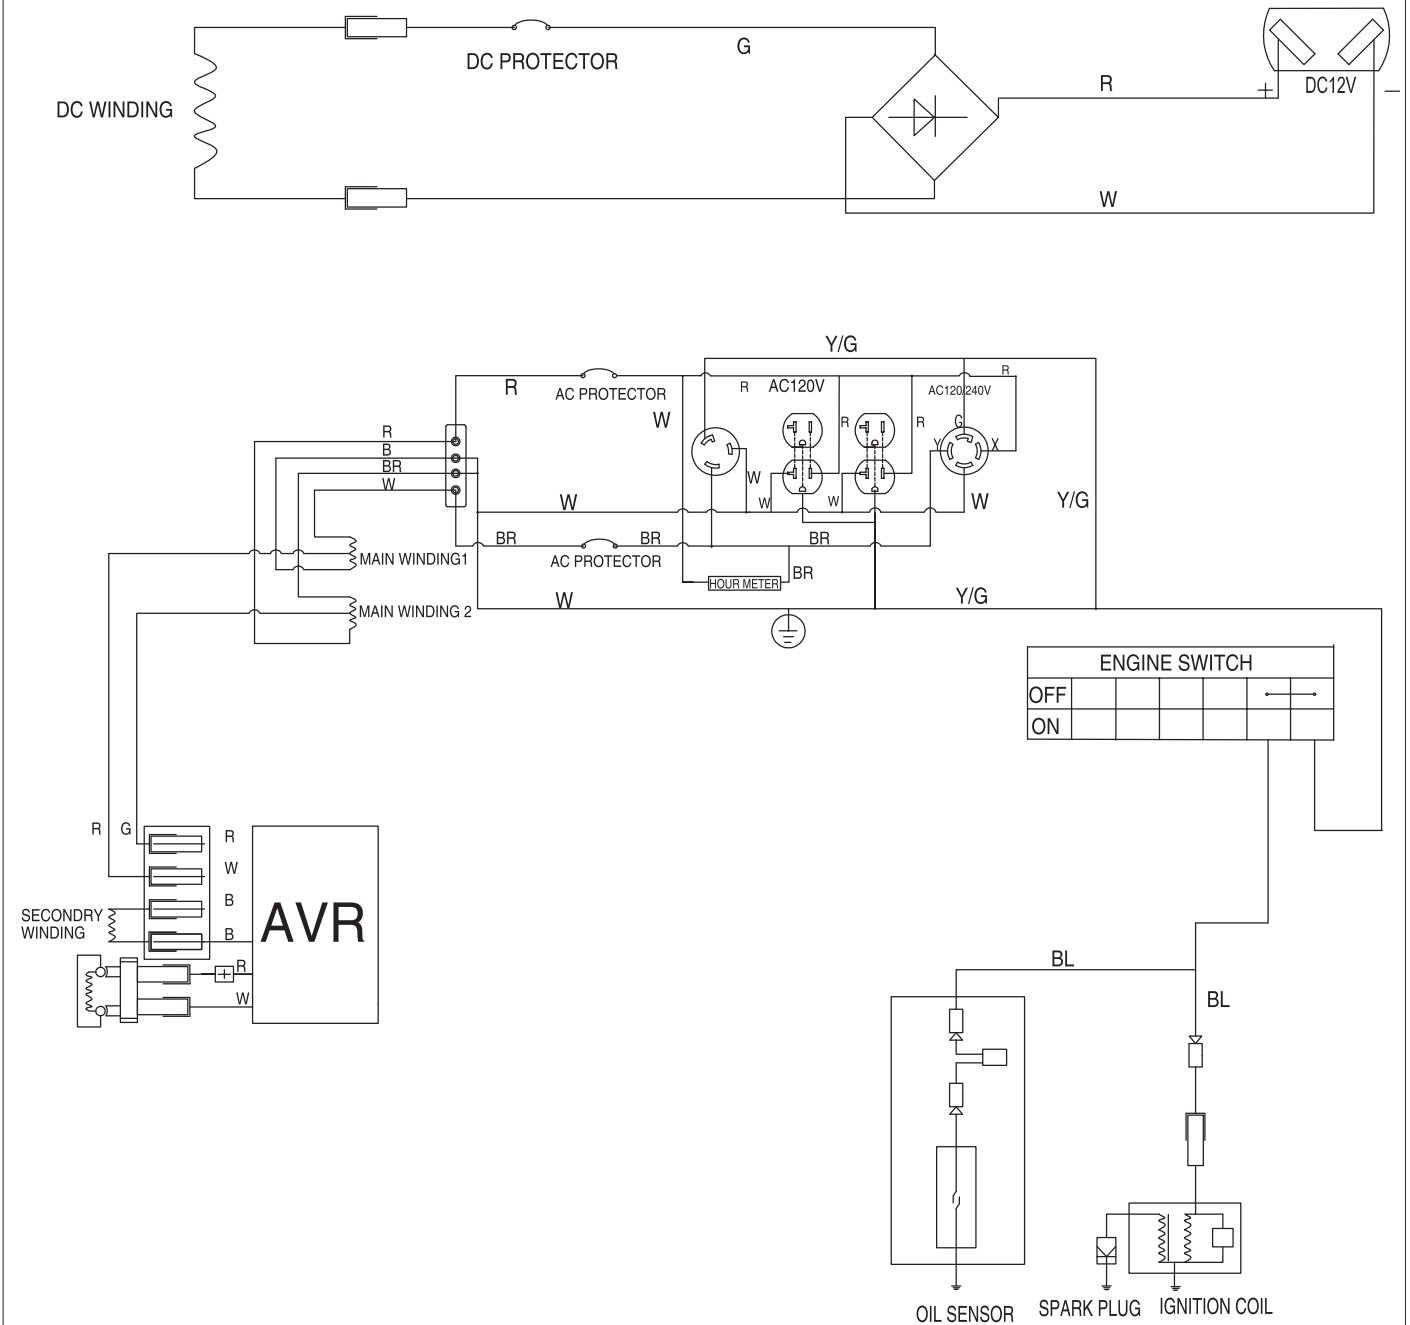 DC PROTECTOR
G
DC WINDING
R
+
DC12V
−
W
Y/G
R
AC PROTECTOR
W
R
AC120V
R
AC120/240V
R
R
G
Y
X
R
B
BR
W
W
W
W
W
W
Y/G
BR
BR
BR
AC PROTECTOR
MAIN WINDING1
HOUR METER
BR
W
Y/G
MAIN WINDING 2
ENGINE SWITCH
OFF
ON
R
G
R
W
B
B
SECONDRY
WINDING
AVR
+
R
W
BL
BL
OIL SENSOR
SPARK PLUG
IGNITION COIL